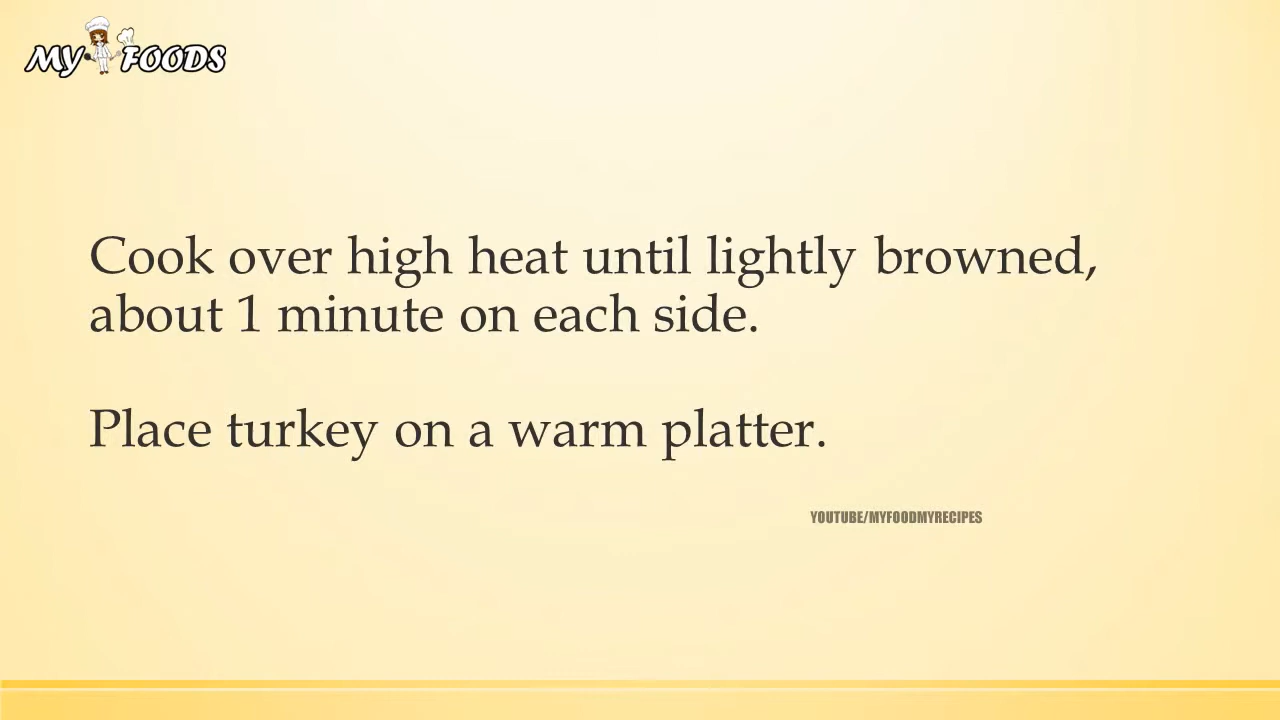 MY FOODS
Cook over high heat until lightly browned,
about 1 minute on each side.
Place turkey on a warm platter.
YOUTUBE/MYFOODMYRECIPES